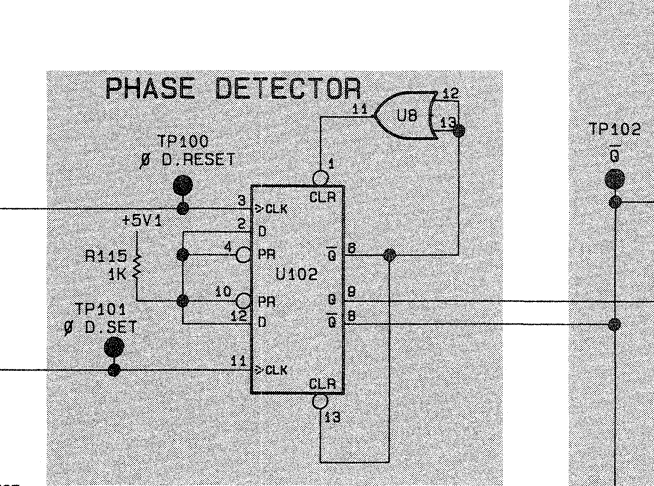 PHASE DETECTOR
11
U8
12
13
TP100
Ø D.RESET
1
CLR
3
>CLK
+5V1
2
D
R115
1K
4
PR
U102
Q
6
10
PR
Q
9
TP101
Ø D.SET
12
D
Q
8
11
>CLK
CLR
13
TP102
Q